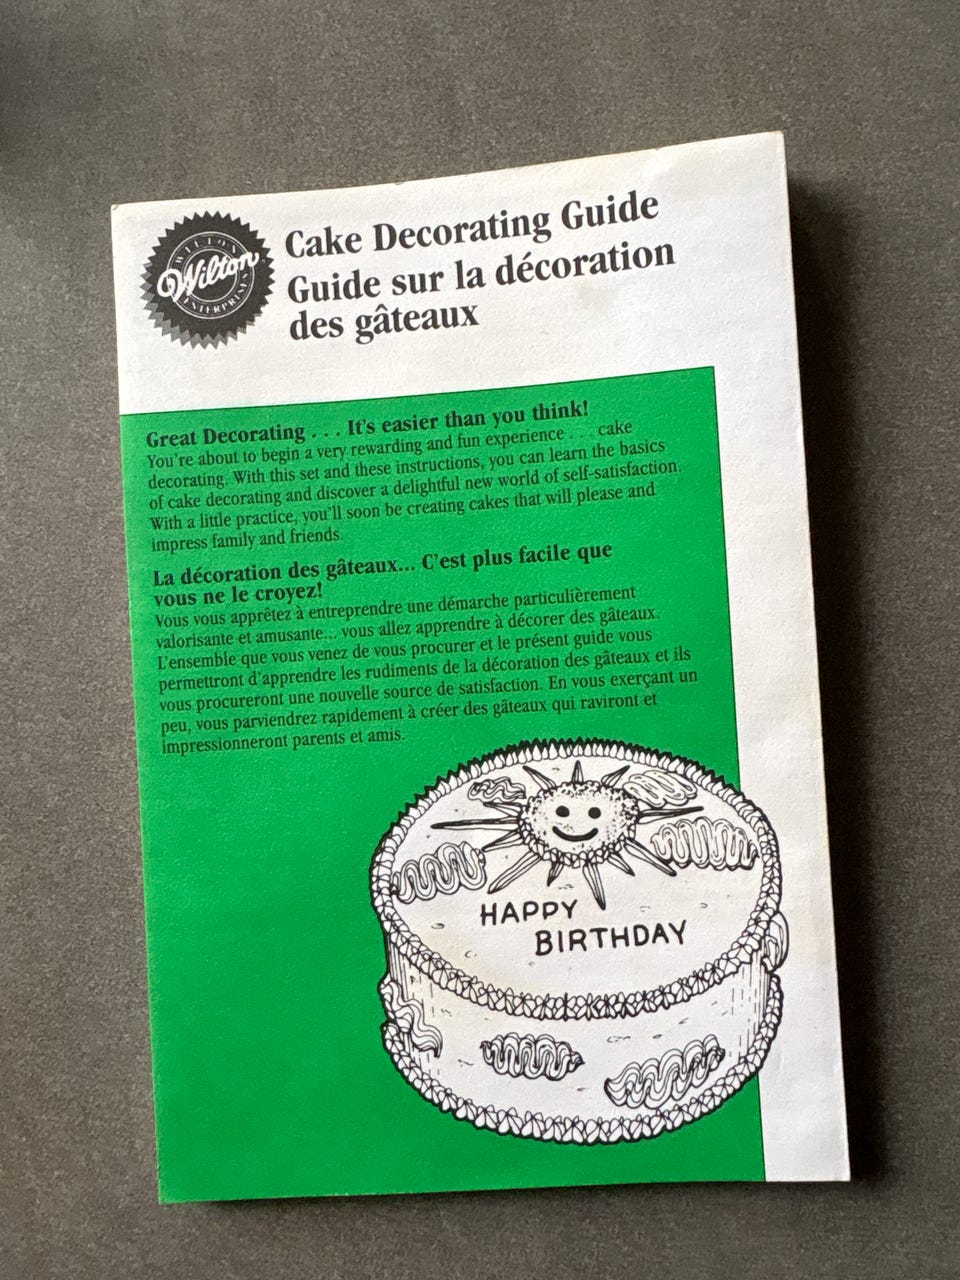 WILTON
Wilton
ENTERPRISES
Cake Decorating Guide
Guide sur la décoration
des gâteaux
Great Decorating . . . It's easier than you think!
You're about to begin a very rewarding and fun experience . . . cake
decorating. With this set and these instructions, you can learn the basics
of cake decorating and discover a delightful new world of self-satisfaction.
With a little practice, you'll soon be creating cakes that will please and
impress family and friends.
La décoration des gâteaux... C'est plus facile que
vous ne le croyez!
Vous vous apprêtez à entreprendre une démarche particulièrement
valorisante et amusante... vous allez apprendre à décorer des gâteaux.
L'ensemble que vous venez de vous procurer et le présent guide vous
permettront d'apprendre les rudiments de la décoration des gâteaux et ils
vous procureront une nouvelle source de satisfaction. En vous exerçant un
peu, vous parviendrez rapidement à créer des gâteaux qui raviront et
impressionneront parents et amis.
HAPPY
BIRTHDAY